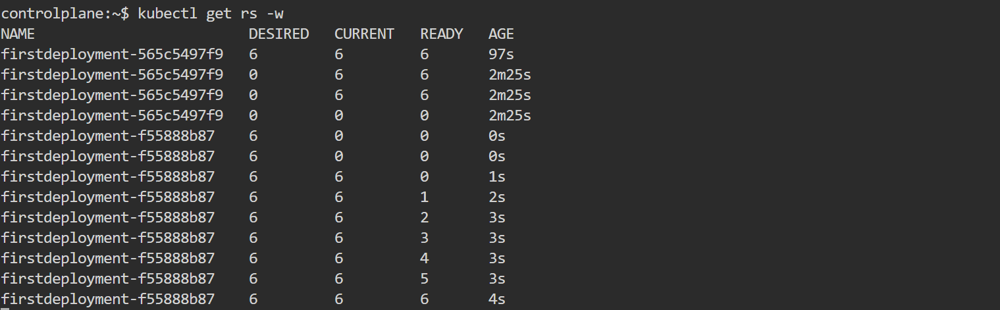 controlplane:~$ kubectl get rs -w
NAME                       DESIRED   CURRENT   READY   AGE
firstdeployment-565c5497f9   6         6         6       97s
firstdeployment-565c5497f9   0         6         6       2m25s
firstdeployment-565c5497f9   0         6         6       2m25s
firstdeployment-565c5497f9   0         0         0       2m25s
firstdeployment-f55888b87    6         0         0       0s
firstdeployment-f55888b87    6         0         0       0s
firstdeployment-f55888b87    6         6         0       1s
firstdeployment-f55888b87    6         6         1       2s
firstdeployment-f55888b87    6         6         2       3s
firstdeployment-f55888b87    6         6         3       3s
firstdeployment-f55888b87    6         6         4       3s
firstdeployment-f55888b87    6         6         5       3s
firstdeployment-f55888b87    6         6         6       4s